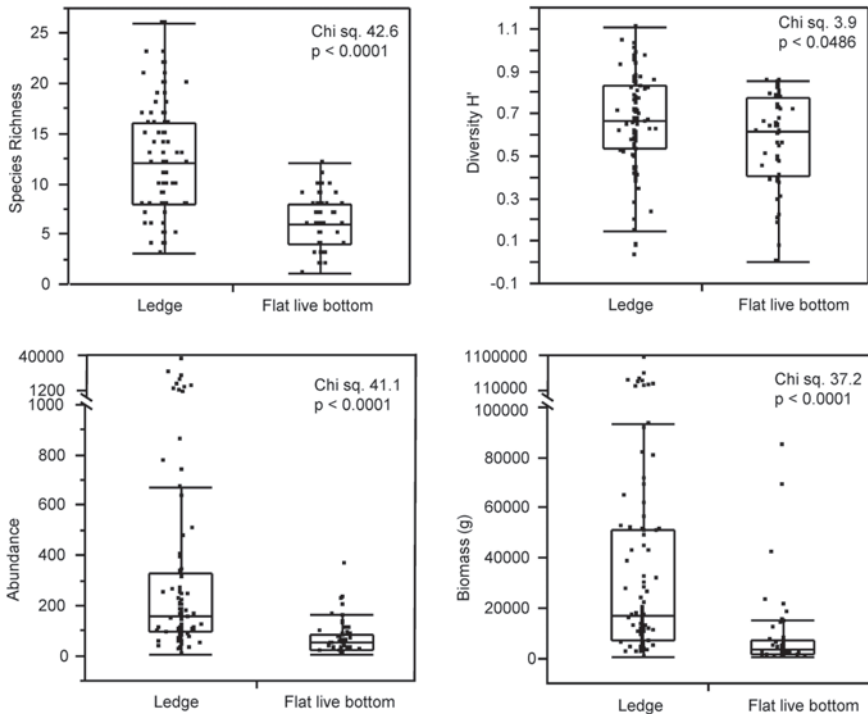 Species Richness
25
20
15
10
5
0
Chi sq. 42.6
p < 0.0001
Ledge
Flat live bottom
Diversity H'
1.1
0.9
0.7
0.5
0.3
0.1
-0.1
Chi sq. 3.9
p < 0.0486
Ledge
Flat live bottom
Abundance
40000
1200
1000
800
600
400
200
0
Chi sq. 41.1
p < 0.0001
Ledge
Flat live bottom
Biomass (g)
1100000
110000
100000
80000
60000
40000
20000
0
Chi sq. 37.2
p < 0.0001
Ledge
Flat live bottom